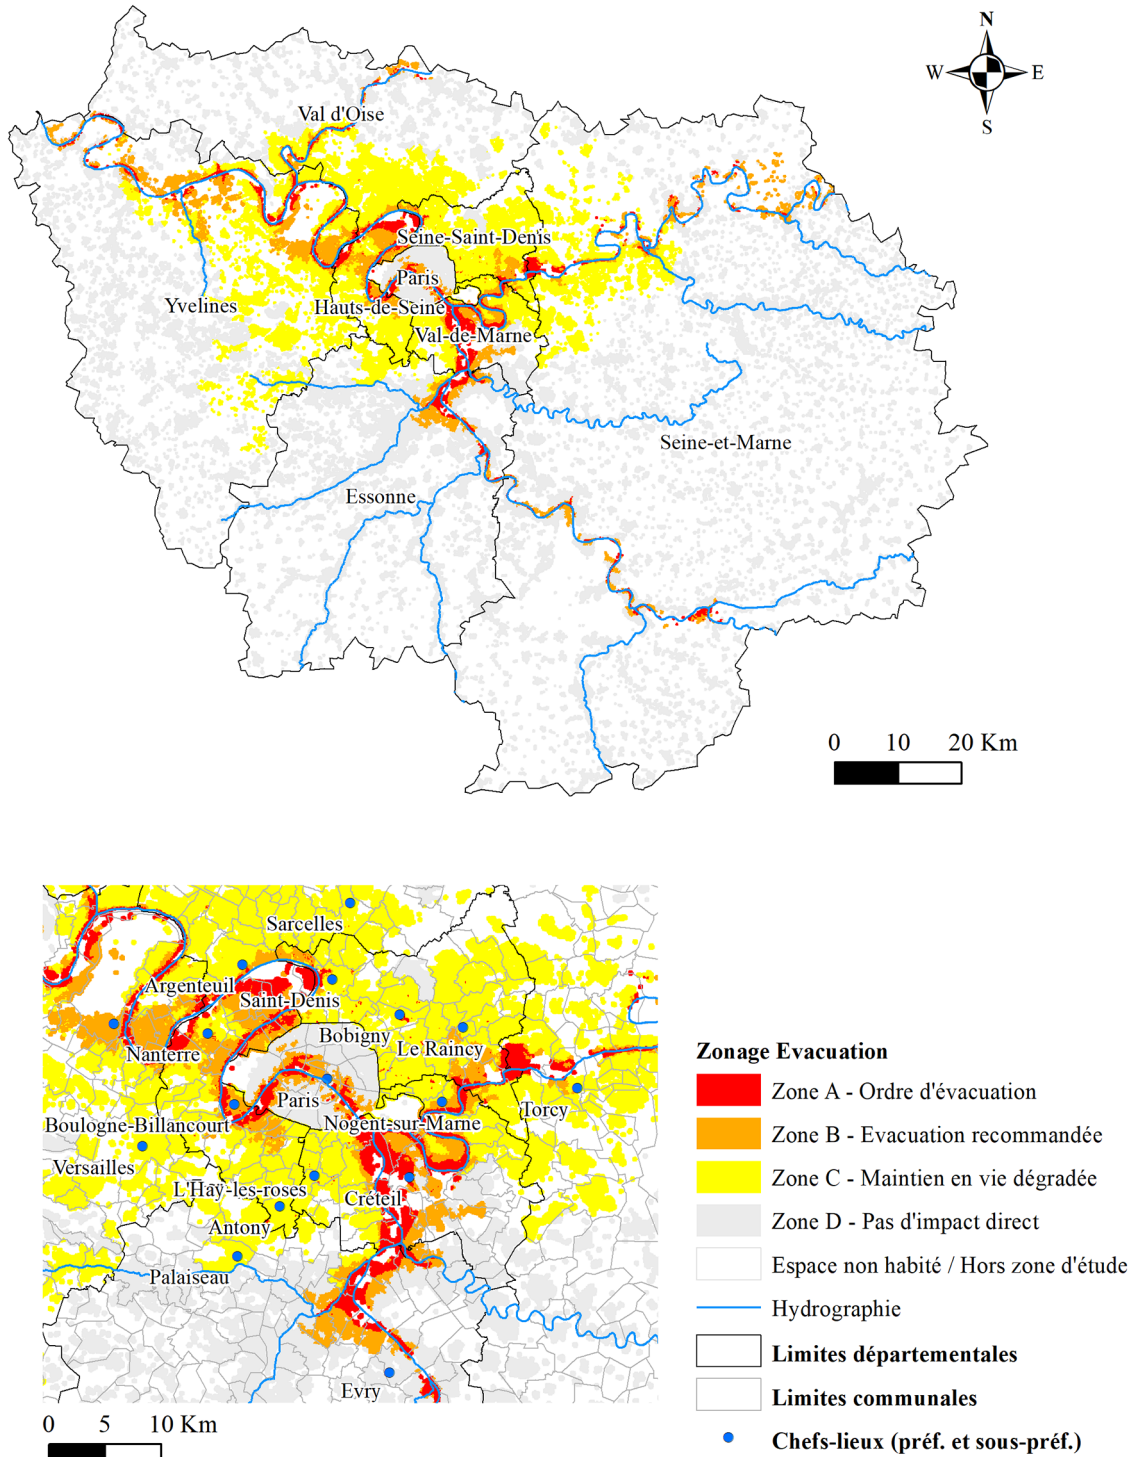 N
W E
S
Val d'Oise
Seine-Saint-Denis
Paris
Yvelines
Hauts-de-Seine
Val-de-Marne
Seine-et-Marne
Essonne
0 10 20 Km
Sarcelles
Argenteuil
Saint-Denis
Bobigny
Le Raincy
Nanterre
Paris
Torcy
Boulogne-Billancourt
Nogent-sur-Marne
Versailles
L'Haÿ-les-roses
Créteil
Antony
Palaiseau
Evry
0 5 10 Km
Zonage Evacuation
Zone A - Ordre d'évacuation
Zone B - Evacuation recommandée
Zone C - Maintien en vie dégradée
Zone D - Pas d'impact direct
Espace non habité / Hors zone d'étude
Hydrographie
Limites départementales
Limites communales
Chefs-lieux (préf. et sous-préf.)